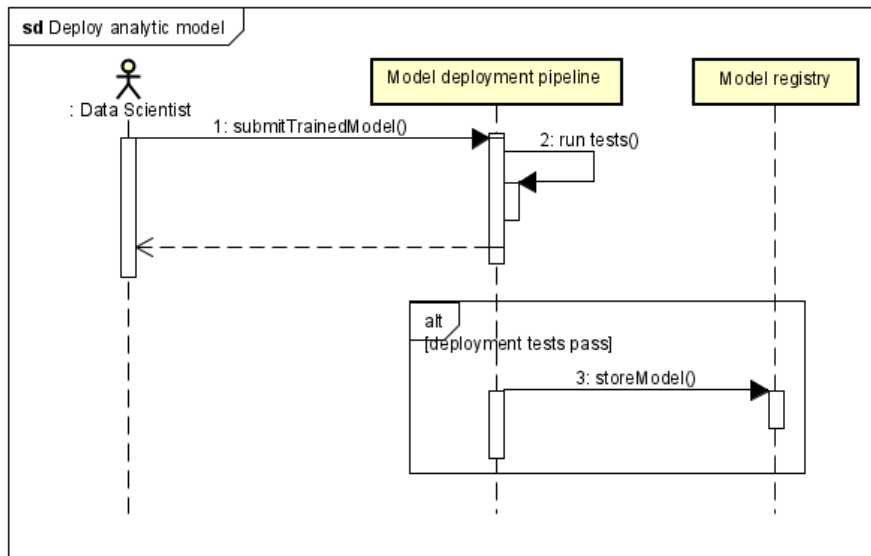 sd Deploy analytic model
: Data Scientist
Model deployment pipeline
Model registry
1: submitTrainedModel()
2: run tests()
alt
[deployment tests pass]
3: storeModel()